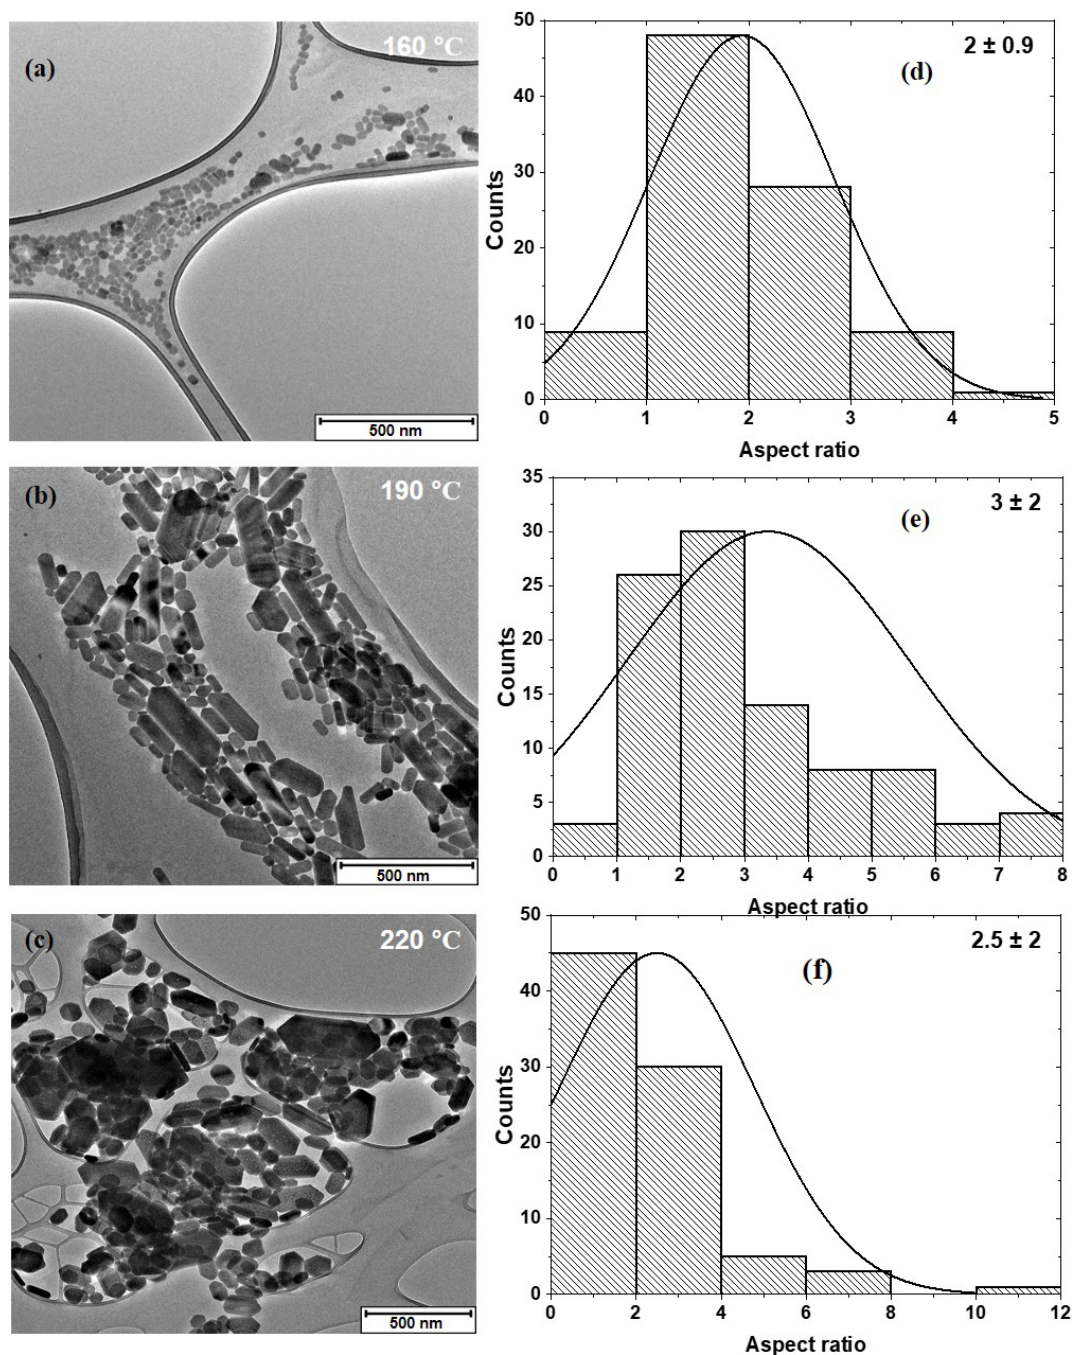 (a)
160 °C
500 nm
(d)
2 ± 0.9
50
40
30
20
10
0
Counts
0 1 2 3 4 5
Aspect ratio
(b)
190 °C
500 nm
(e)
3 ± 2
35
30
25
20
15
10
5
0
Counts
0 1 2 3 4 5 6 7 8
Aspect ratio
(c)
220 °C
500 nm
(f)
2.5 ± 2
50
40
30
20
10
0
Counts
0 2 4 6 8 10 12
Aspect ratio